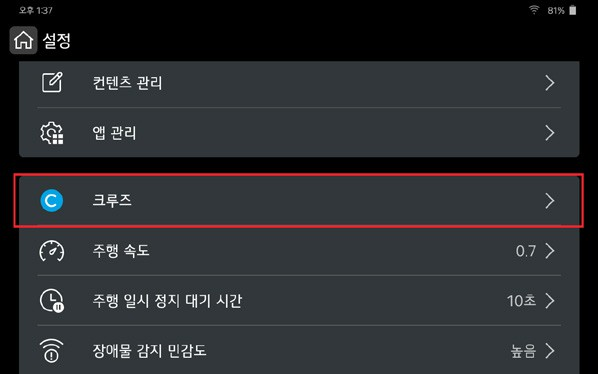 오후 1:37
81%
설정
컨텐츠 관리
앱 관리
C
크루즈
주행 속도
0.7
주행 일시 정지 대기 시간
10초
장애물 감지 민감도
높음